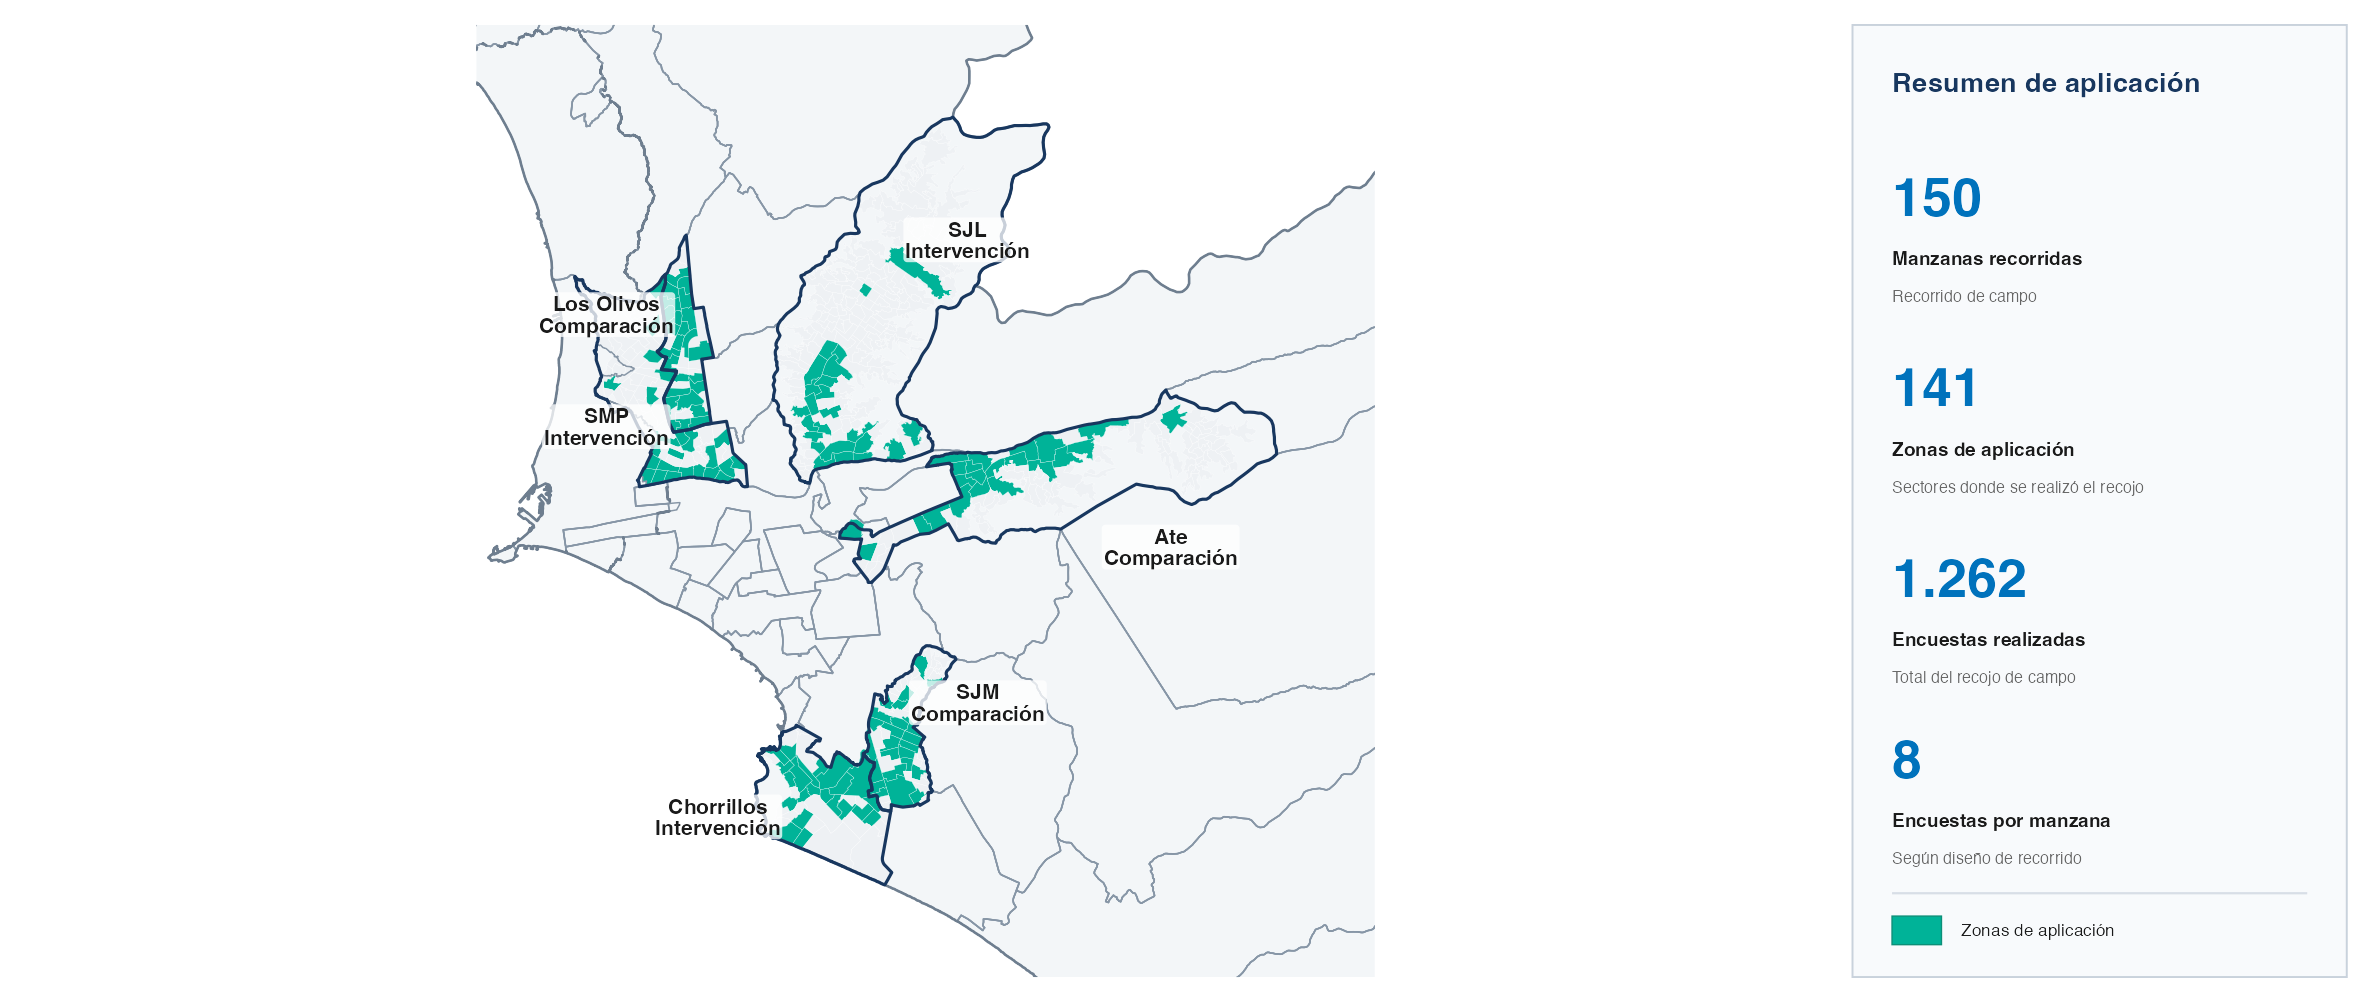 SJL
Intervención
Los Olivos
Comparación
SMP
Intervención
Ate
Comparación
SJM
Comparación
Chorrillos
Intervención
Resumen de aplicación
150
Manzanas recorridas
Recorrido de campo
141
Zonas de aplicación
Sectores donde se realizó el recojo
1.262
Encuestas realizadas
Total del recojo de campo
8
Encuestas por manzana
Según diseño de recorrido
Zonas de aplicación